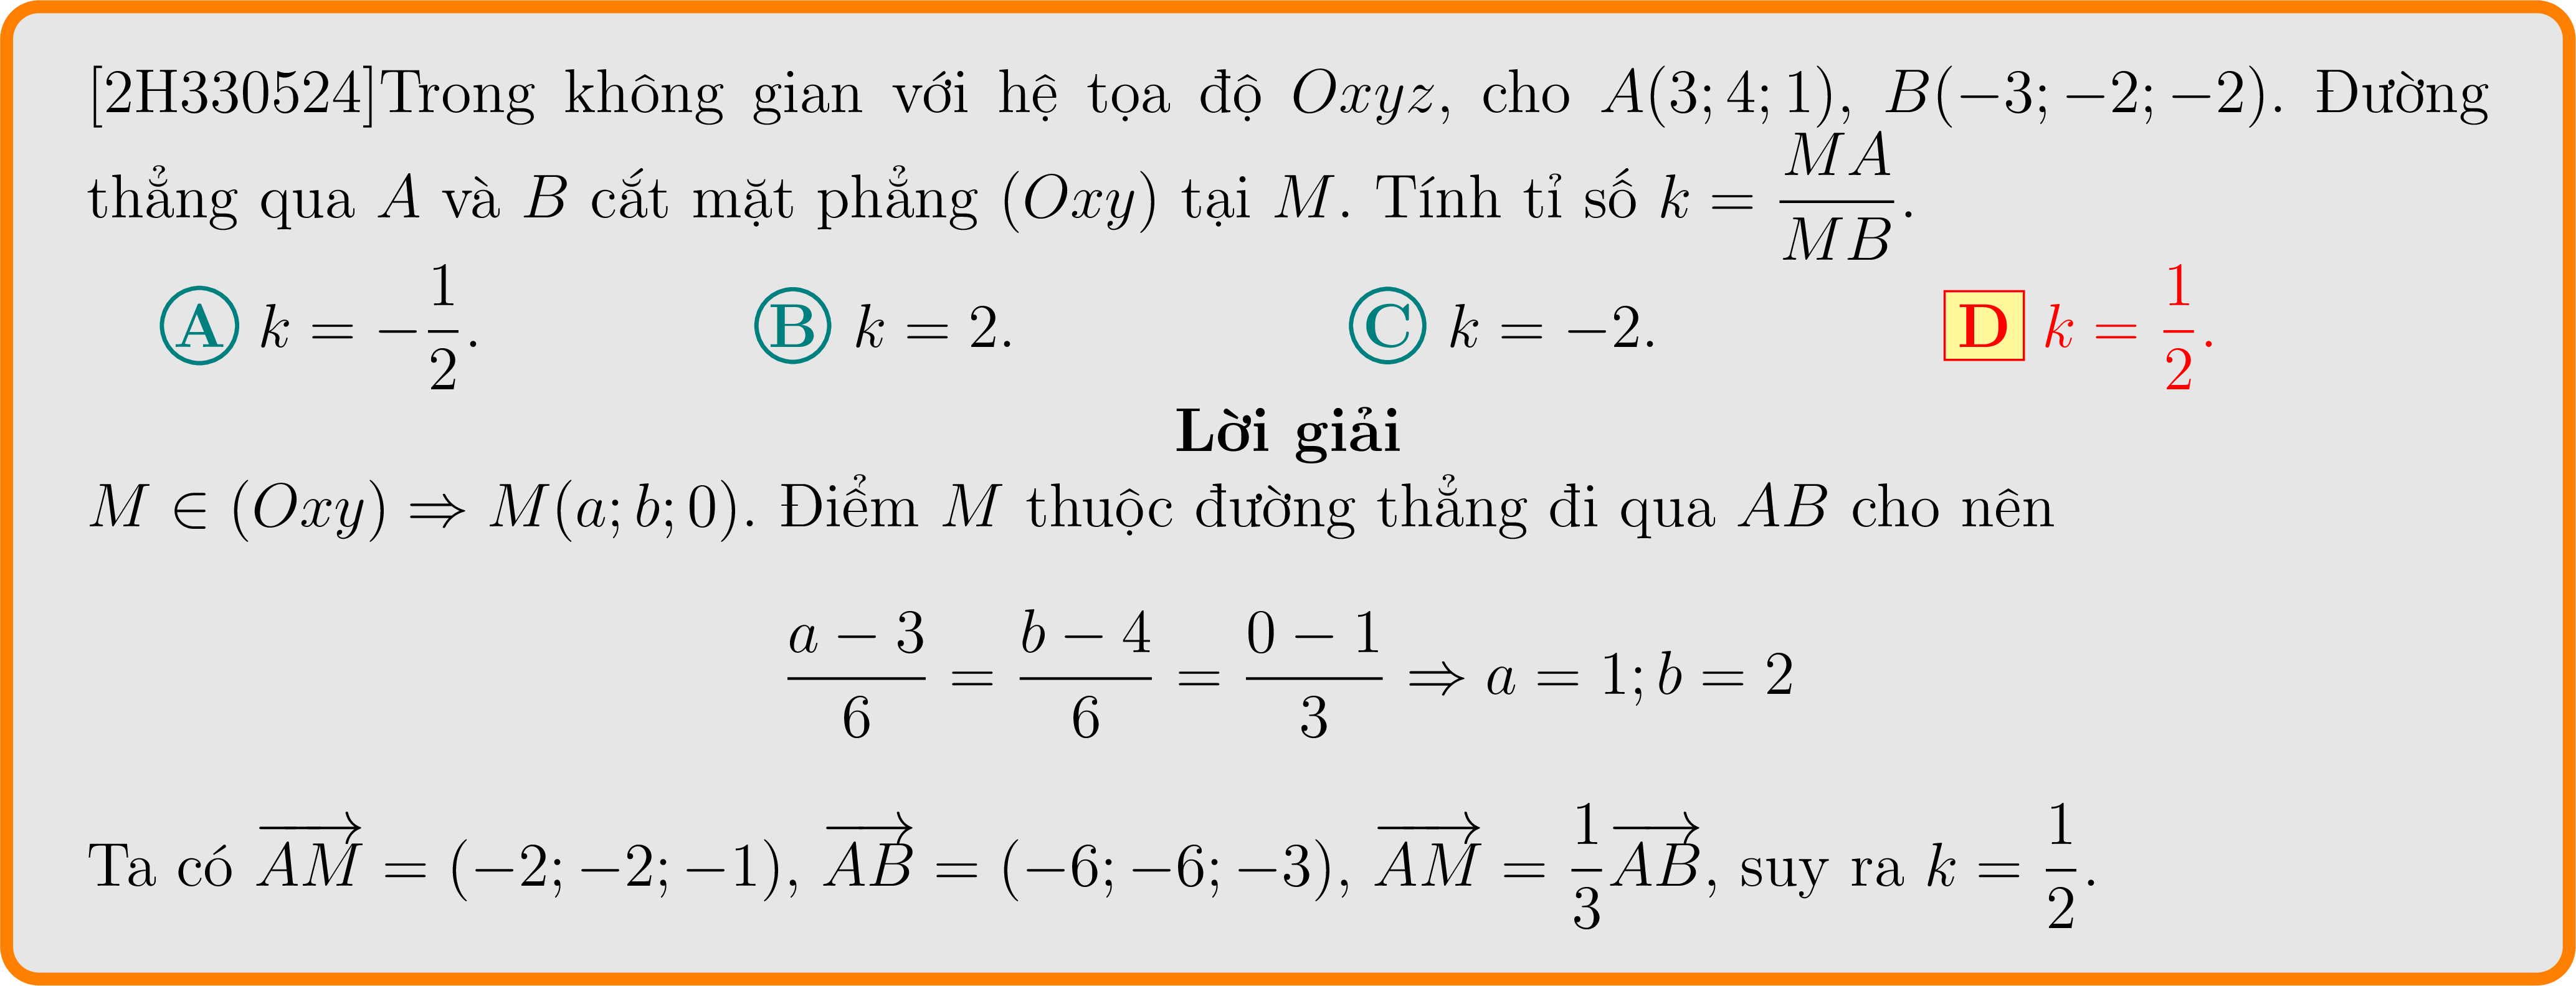 [2H330524]Trong không gian với hệ tọa độ Oxyz, cho A(3; 4; 1), B(−3; −2; −2). Đường
thẳng qua A và B cắt mặt phẳng (Oxy) tại M. Tính tỉ số k = \frac{MA}{MB}.
A k = −\frac{1}{2}. B k = 2. C k = −2. D k = \frac{1}{2}.
Lời giải
M ∈ (Oxy) ⇒ M(a; b; 0). Điểm M thuộc đường thẳng đi qua AB cho nên
\frac{a − 3}{6} = \frac{b − 4}{6} = \frac{0 − 1}{3} ⇒ a = 1; b = 2
Ta có \overrightarrow{AM} = (−2; −2; −1), \overrightarrow{AB} = (−6; −6; −3), \overrightarrow{AM} = \frac{1}{3}\overrightarrow{AB}, suy ra k = \frac{1}{2}.